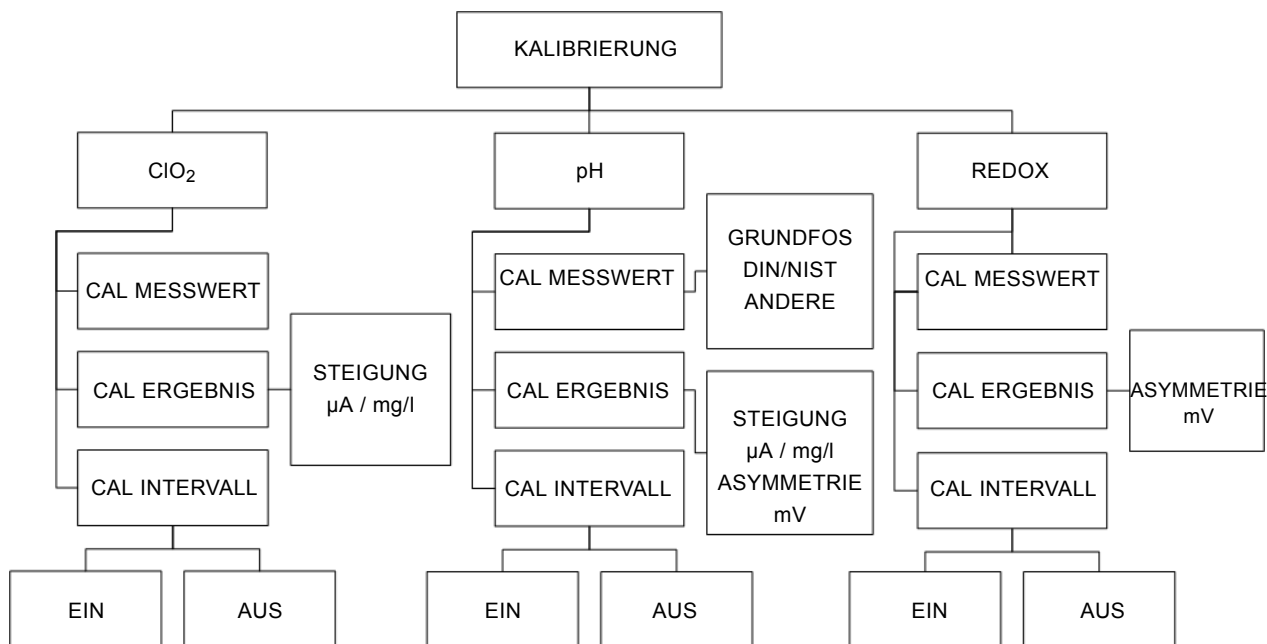 KALIBRIERUNG
ClO₂
pH
REDOX
CAL MESSWERT
CAL ERGEBNIS
STEIGUNG
µA / mg/l
CAL INTERVALL
EIN
AUS
CAL MESSWERT
GRUNDFOS
DIN/NIST
ANDERE
CAL ERGEBNIS
STEIGUNG
µA / mg/l
ASYMMETRIE
mV
CAL INTERVALL
EIN
AUS
CAL MESSWERT
CAL ERGEBNIS
ASYMMETRIE
mV
CAL INTERVALL
EIN
AUS